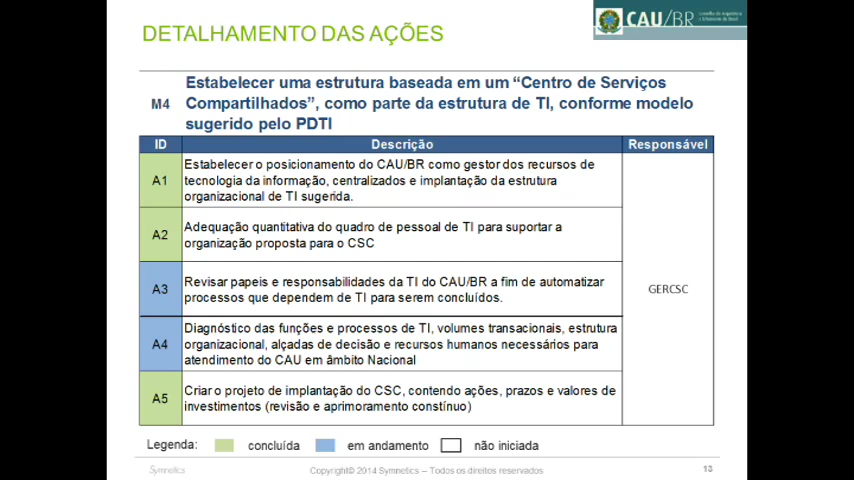 DETALHAMENTO DAS AÇÕES
CAU/BR
M4
Estabelecer uma estrutura baseada em um “Centro de Serviços
Compartilhados”, como parte da estrutura de TI, conforme modelo
sugerido pelo PDTI
ID Descrição Responsável
A1
Estabelecer o posicionamento do CAU/BR como gestor dos recursos de
tecnologia da informação, centralizados e implantação da estrutura
organizacional de TI sugerida.
A2
Adequação quantitativa do quadro de pessoal de TI para suportar a
organização proposta para o CSC
A3
Revisar papeis e responsabilidades da TI do CAU/BR a fim de automatizar
processos que dependem de TI para serem concluídos.
GERCSC
A4
Diagnóstico das funções e processos de TI, volumes transacionais, estrutura
organizacional, alçadas de decisão e recursos humanos necessários para
atendimento do CAU em âmbito Nacional
A5
Criar o projeto de implantação do CSC, contendo ações, prazos e valores de
investimentos (revisão e aprimoramento constínuo)
Legenda: concluída em andamento não iniciada
Symnetics
Copyright© 2014 Symnetics – Todos os direitos reservados
13